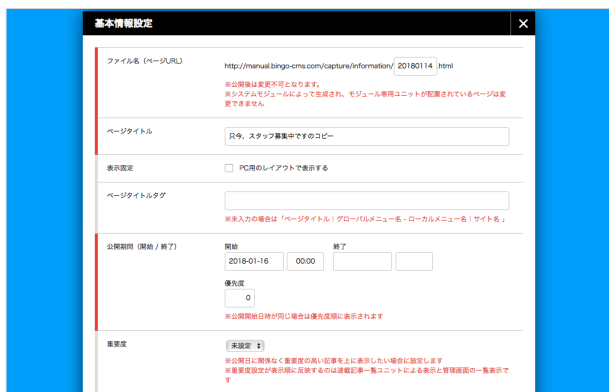 基本情報設定
ファイル名（ページURL）
http://manual.bingo-cms.com/capture/information/ 20180114 .html
※公開後は変更不可となります。
※システムモジュールによって生成され、モジュール専用ユニットが配置されているページは変
更できません
ページタイトル
只今、スタッフ募集中ですのコピー
表示固定
PC用のレイアウトで表示する
ページタイトルタグ
※未入力の場合は「ページタイトル｜グローバルメニュー名 - ローカルメニュー名｜サイト名 」
公開期間（開始 / 終了）
開始 終了
2018-01-16 00:00
優先度
0
※公開開始日時が同じ場合は優先度順に表示されます
重要度
未設定
※公開日に関係なく重要度の高い記事を上に表示したい場合に設定します
※重要度設定が表示順に反映するのは連載記事一覧ユニットによる表示と管理画面の一覧表示で
す